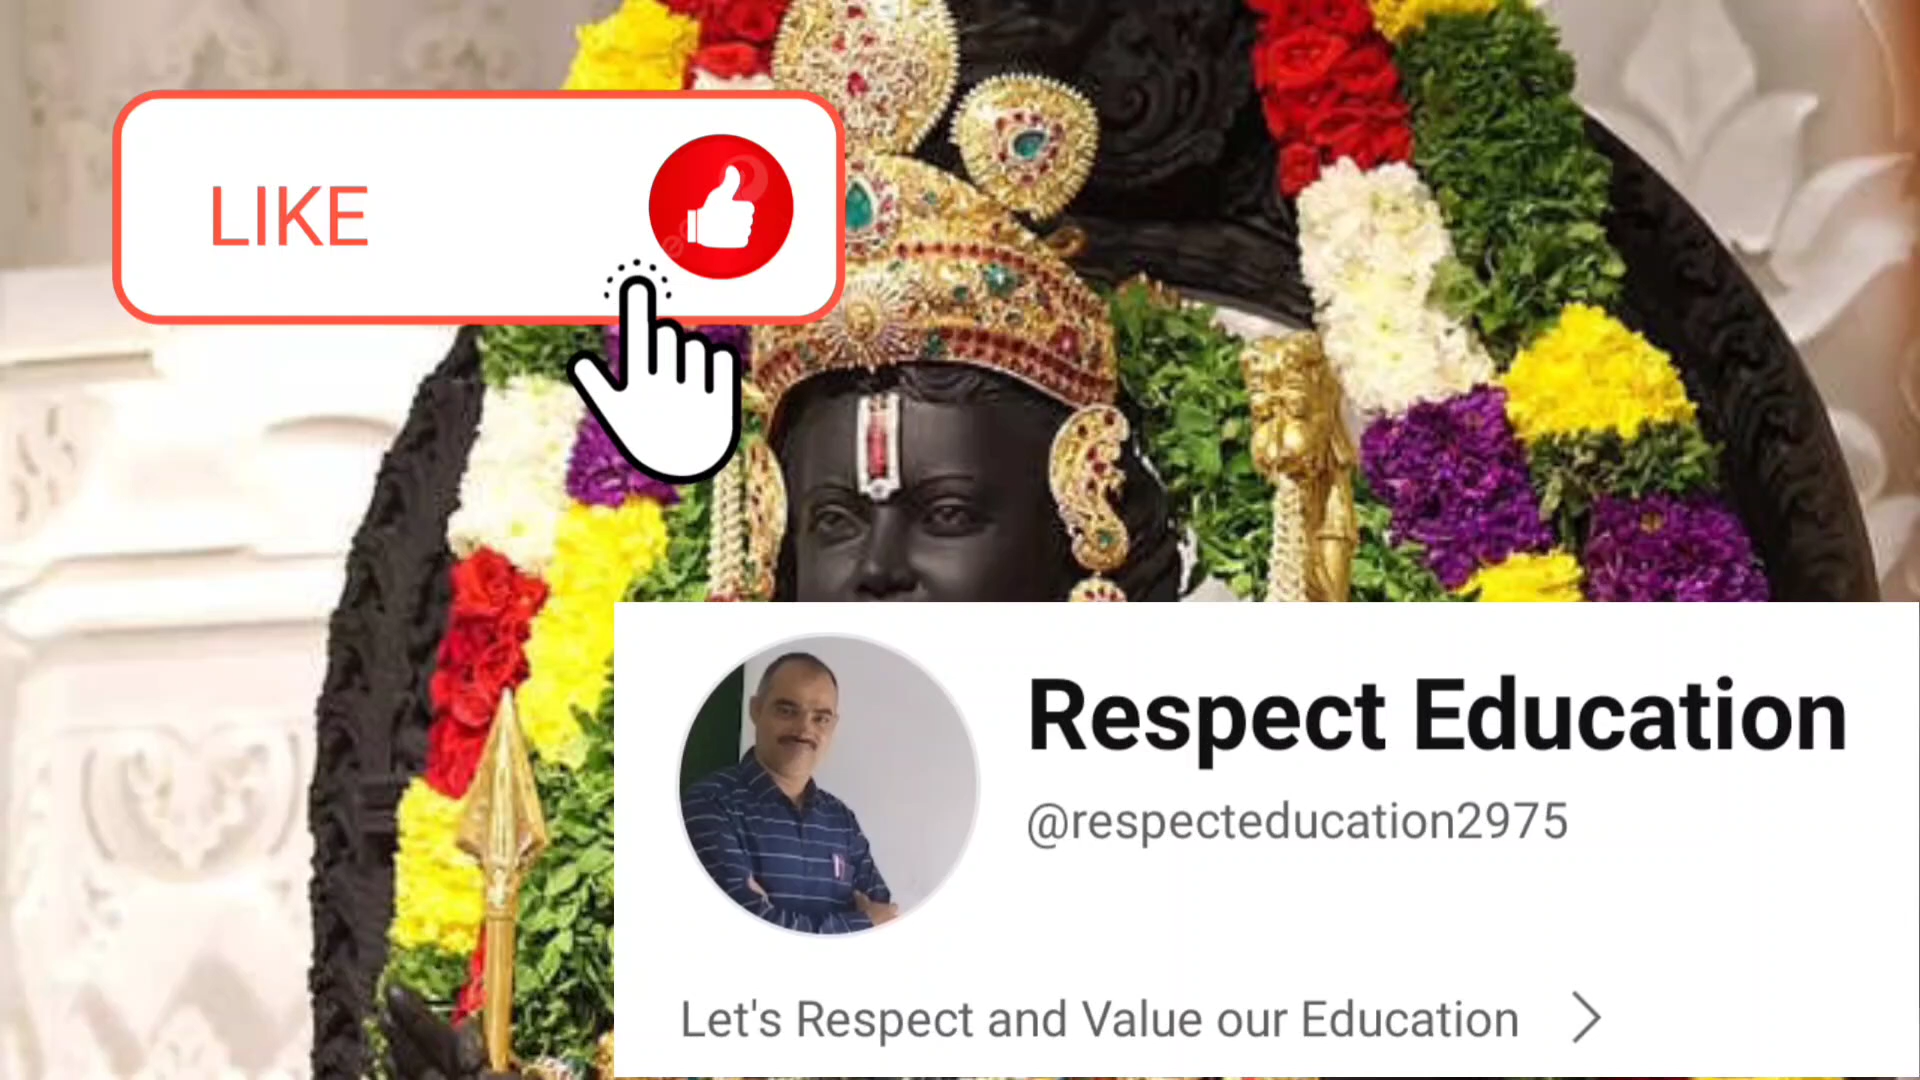 LIKE
Respect Education
@respecteducation2975
Let's Respect and Value our Education